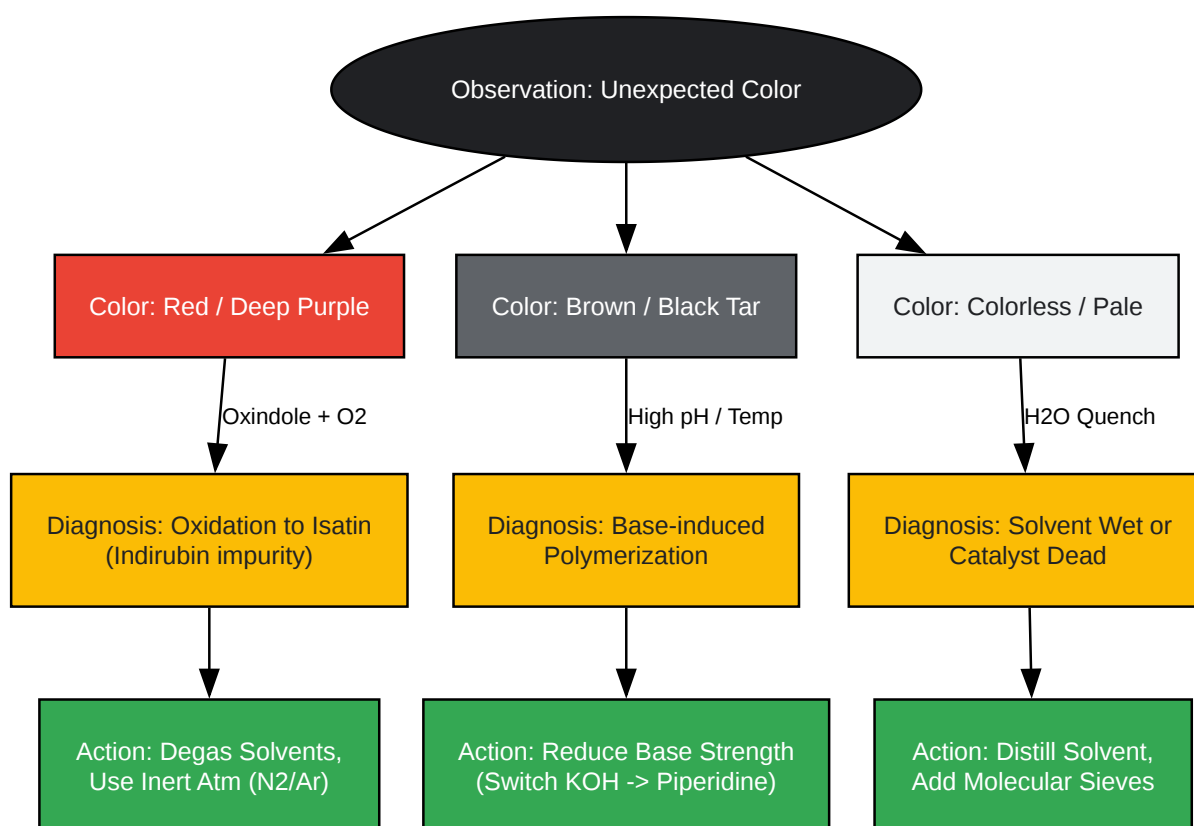 Observation: Unexpected Color
Color: Red / Deep Purple
Color: Brown / Black Tar
Color: Colorless / Pale
Oxindole + O2
High pH / Temp
H2O Quench
Diagnosis: Oxidation to Isatin
(Indirubin impurity)
Diagnosis: Base-induced
Polymerization
Diagnosis: Solvent Wet or
Catalyst Dead
Action: Degas Solvents,
Use Inert Atm (N2/Ar)
Action: Reduce Base Strength
(Switch KOH -> Piperidine)
Action: Distill Solvent,
Add Molecular Sieves